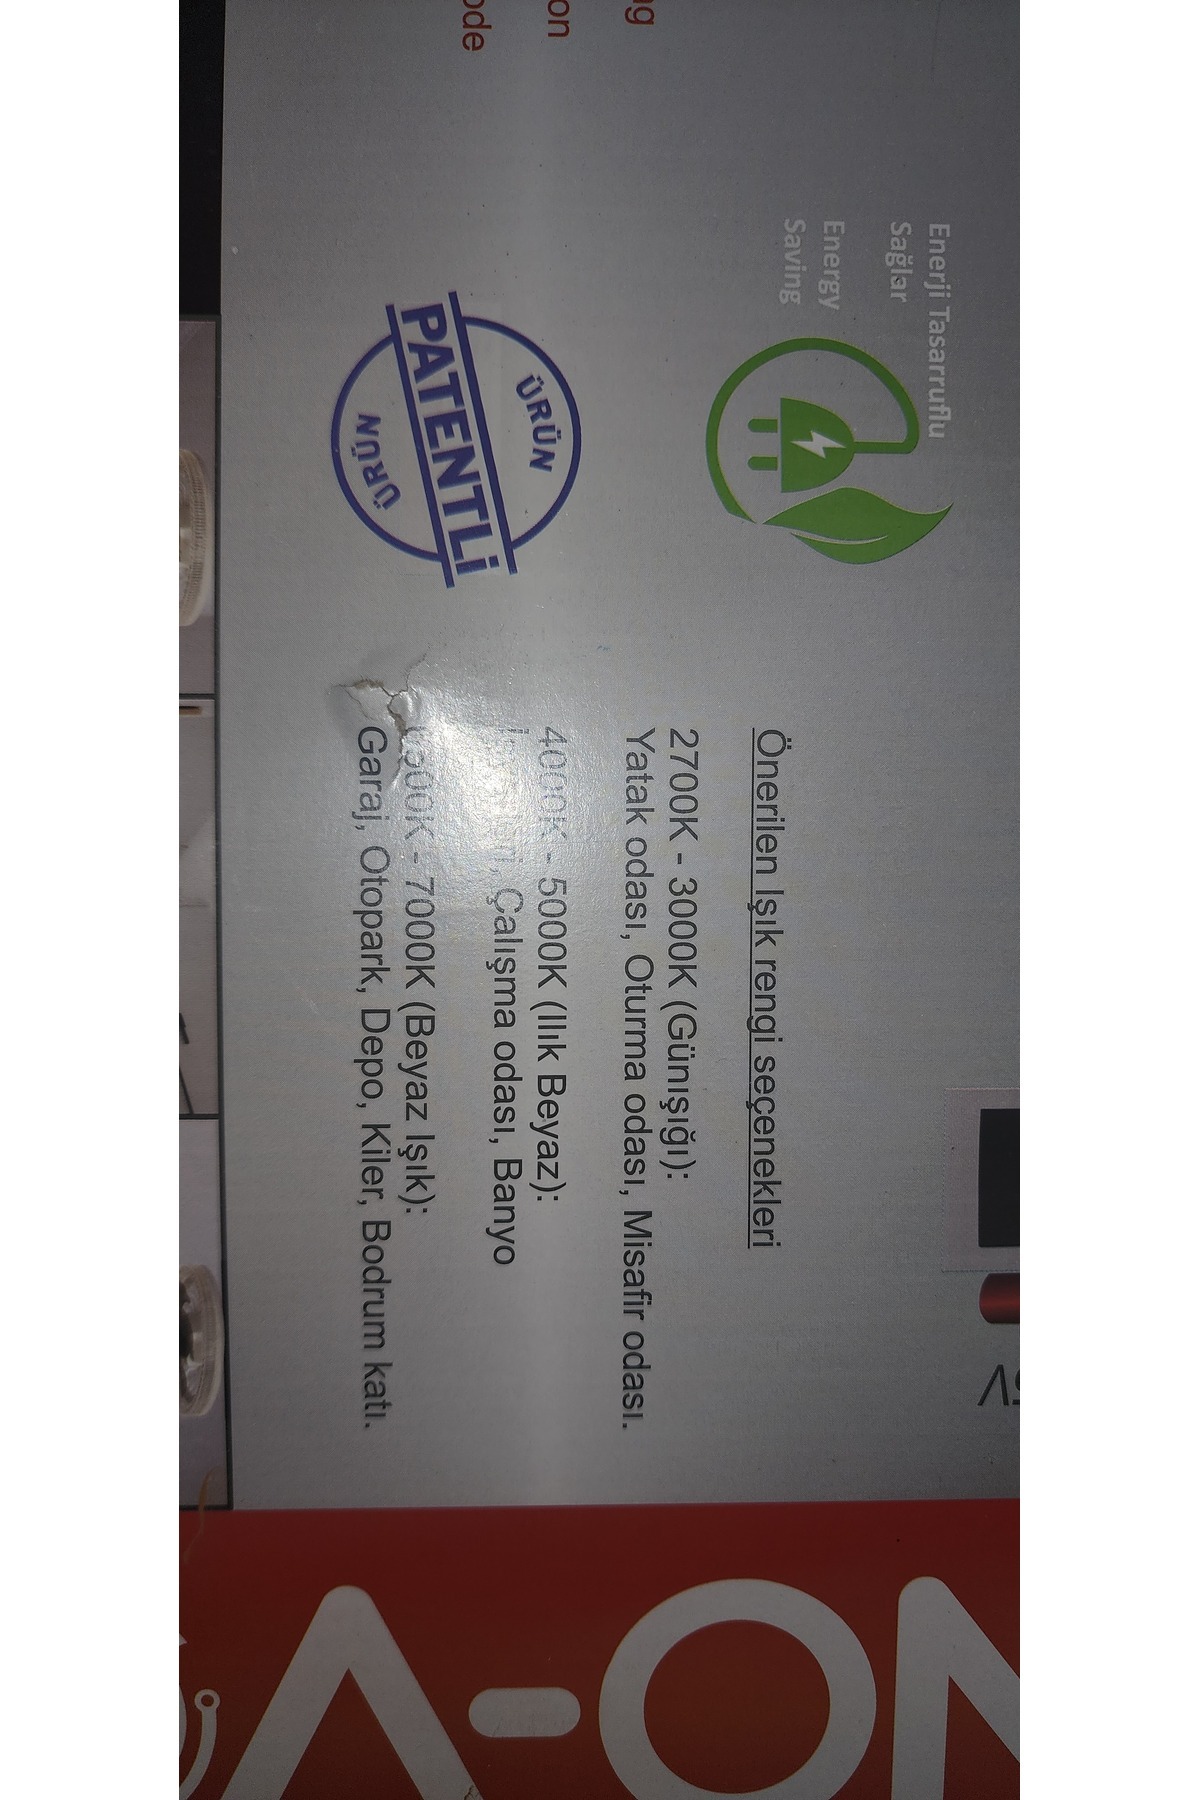 Enerji Tasarruflu
Sağlar
Energy
Saving
ÜRÜN
PATENTLİ
ÜRÜN
Önerilen Işık rengi seçenekleri
2700K - 3000K (Günışığı):
Yatak odası, Oturma odası, Misafir odası.
4000K - 5000K (Ilık Beyaz):
Çalışma odası, Banyo
- 7000K (Beyaz Işık):
Garaj, Otopark, Depo, Kiler, Bodrum katı.